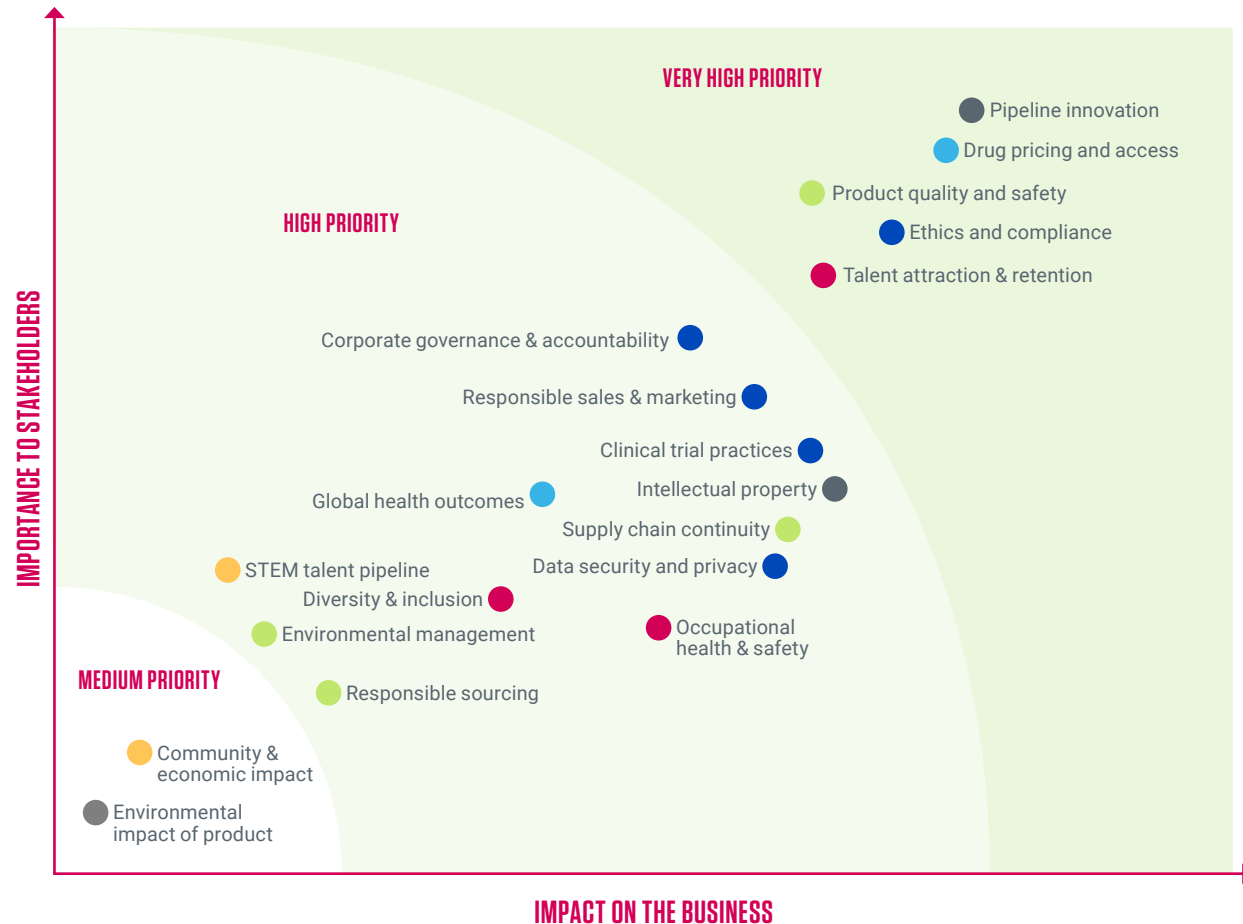 VERY HIGH PRIORITY
Pipeline innovation
Drug pricing and access
Product quality and safety
HIGH PRIORITY
Ethics and compliance
Talent attraction & retention
Corporate governance & accountability
Responsible sales & marketing
Clinical trial practices
Intellectual property
Global health outcomes
Supply chain continuity
Data security and privacy
STEM talent pipeline
Diversity & inclusion
Environmental management
Occupational
health & safety
MEDIUM PRIORITY
Responsible sourcing
Community &
economic impact
Environmental
impact of product
IMPORTANCE TO STAKEHOLDERS
IMPACT ON THE BUSINESS